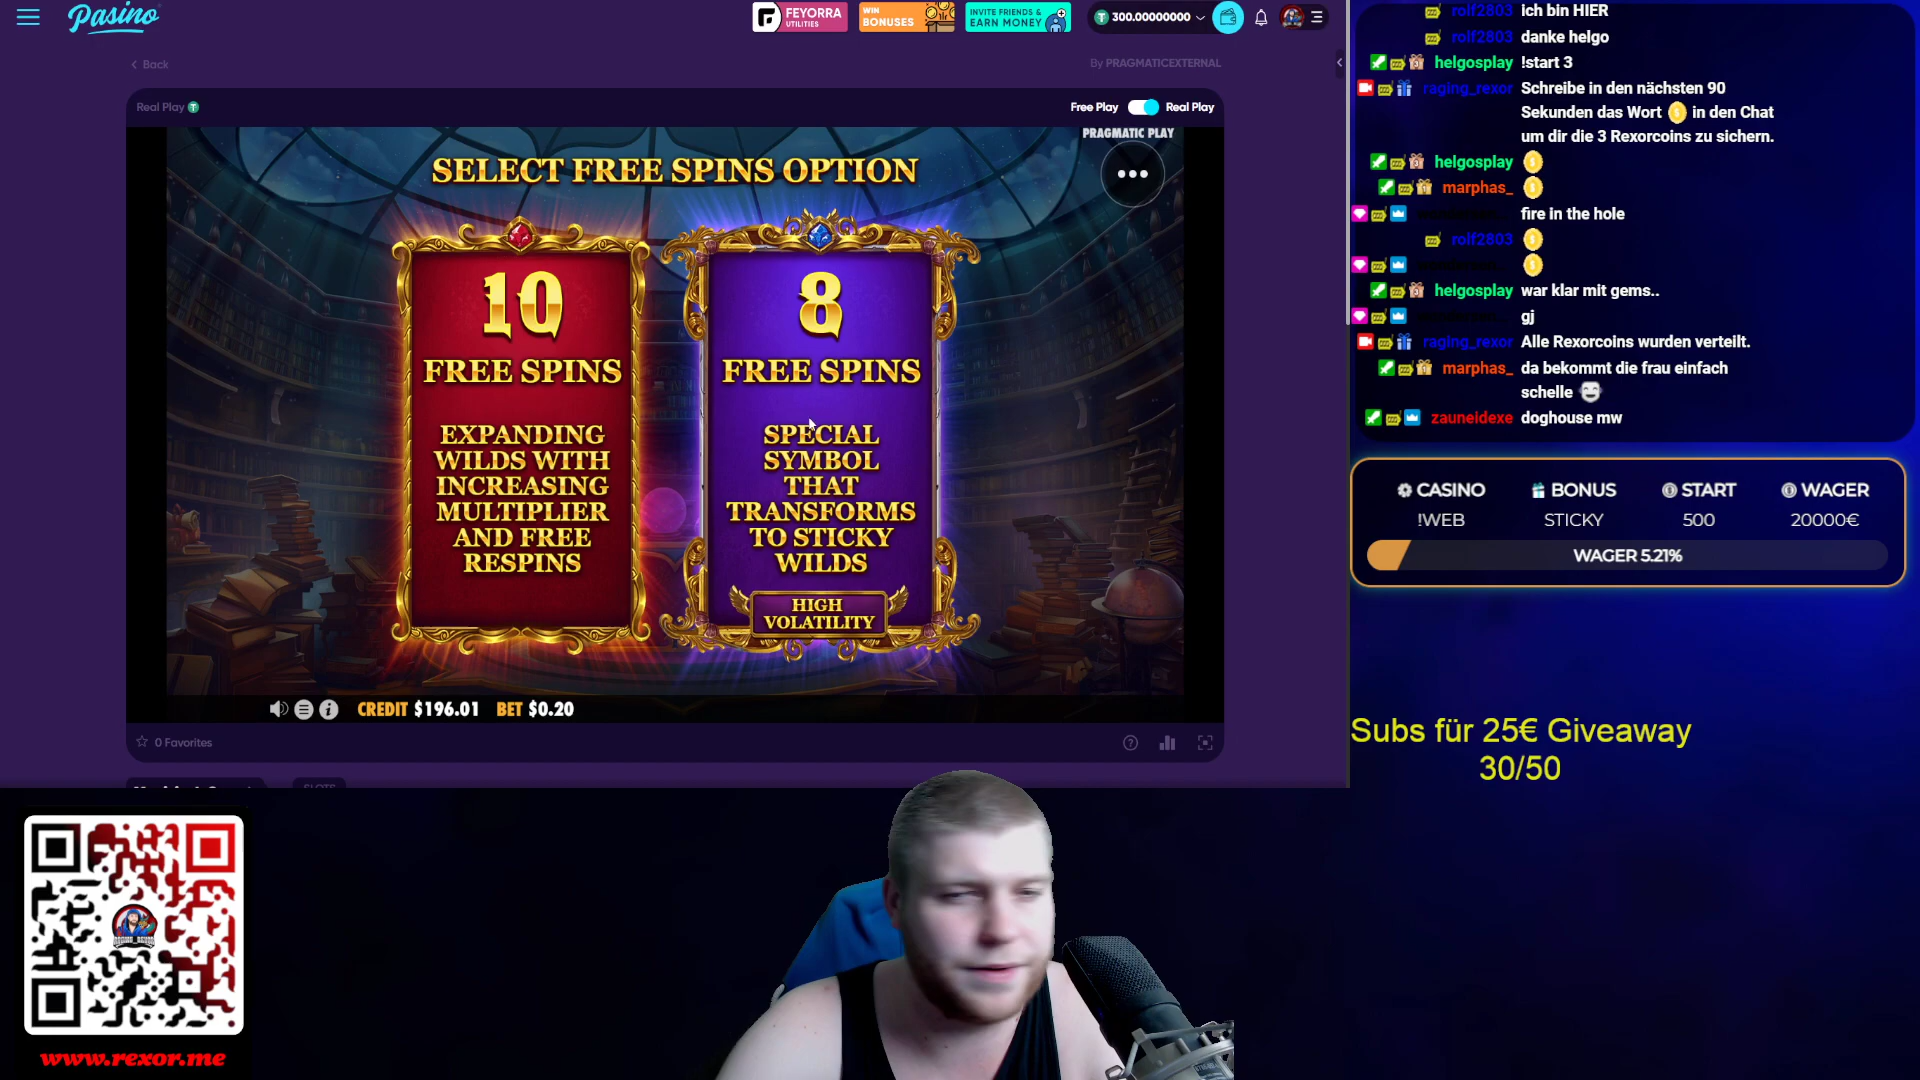 Pasino
FEYORRA
UTILITIES
WIN
BONUSES
INVITE FRIENDS &
EARN MONEY
300.00000000
Back
By PRAGMATICEXTERNAL
Real Play
Free Play
Real Play
PRAGMATIC PLAY
SELECT FREE SPINS OPTION
10
FREE SPINS
EXPANDING
WILDS WITH
INCREASING
MULTIPLIER
AND FREE
RESPINS
8
FREE SPINS
SPECIAL
SYMBOL
THAT
TRANSFORMS
TO STICKY
WILDS
HIGH
VOLATILITY
CREDIT $196.01 BET $0.20
0 Favorites
rolf2803 ich bin HIER
rolf2803 danke helgo
helgosplay !start 3
raging_rexor Schreibe in den nächsten 90
Sekunden das Wort in den Chat
um dir die 3 Rexorcoins zu sichern.
helgosplay
marphas_
fire in the hole
rolf2803
helgosplay war klar mit gems..
gj
raging_rexor Alle Rexorcoins wurden verteilt.
marphas_ da bekommt die frau einfach
schelle
zauneidexe doghouse mw
CASINO BONUS START WAGER
!WEB STICKY 500 20000€
WAGER 5.21%
Subs für 25€ Giveaway
30/50
www.rexor.me